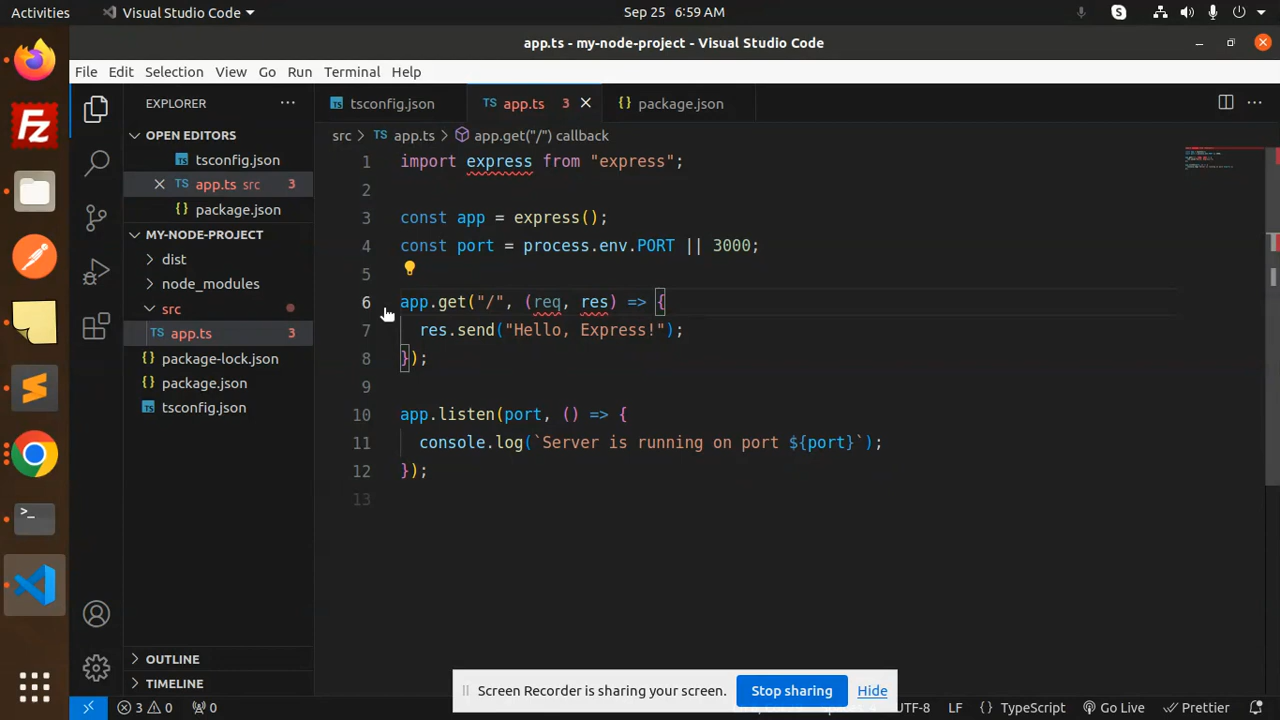 Activities
Visual Studio Code
Sep 25 6:59 AM
app.ts - my-node-project - Visual Studio Code
File Edit Selection View Go Run Terminal Help
EXPLORER
OPEN EDITORS
tsconfig.json
app.ts src 3
package.json
MY-NODE-PROJECT
dist
node_modules
src
app.ts 3
package-lock.json
package.json
tsconfig.json
OUTLINE
TIMELINE
tsconfig.json
TS app.ts 3
package.json
src > TS app.ts > app.get("/") callback
1 import express from "express";
2
3 const app = express();
4 const port = process.env.PORT || 3000;
5
6 app.get("/", (req, res) => {
7 res.send("Hello, Express!");
8 });
9
10 app.listen(port, () => {
11 console.log(`Server is running on port ${port}`);
12 });
13
Screen Recorder is sharing your screen.
Stop sharing
Hide
3 0 0
UTF-8 LF {} TypeScript Go Live Prettier